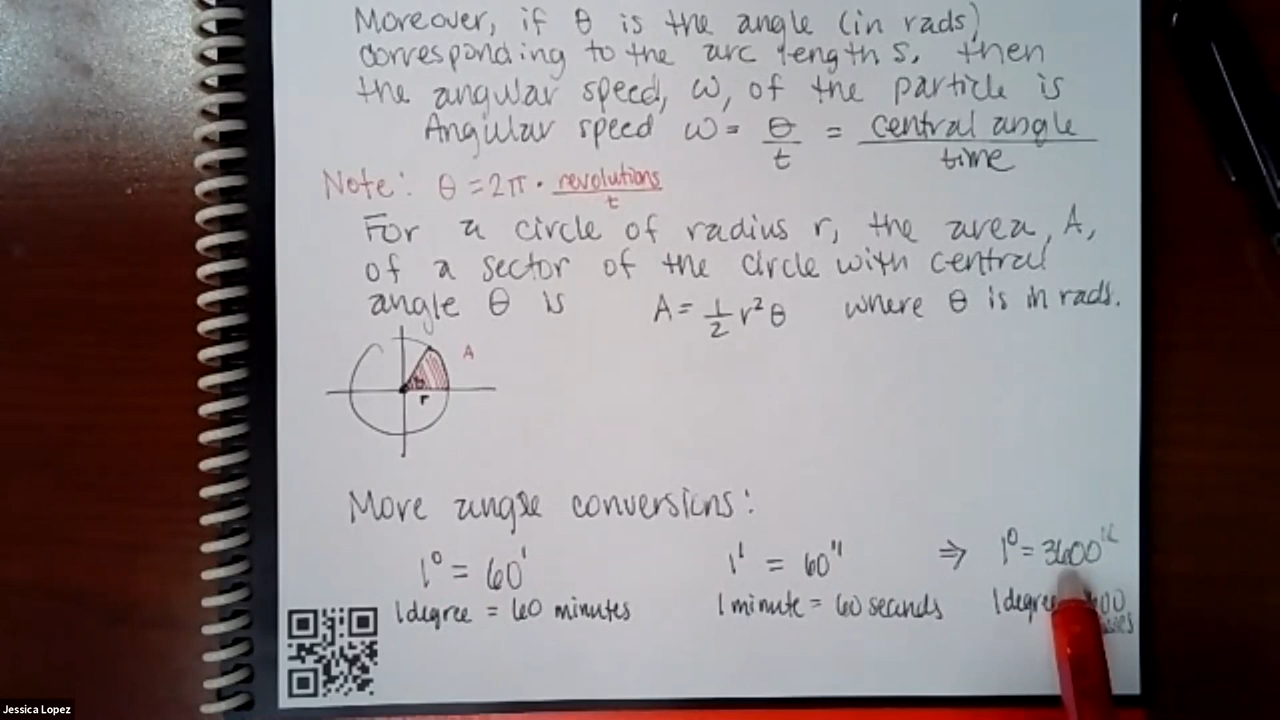 Moreover, if θ is the angle (in rads)
corresponding to the arc length s, then
the angular speed, ω, of the particle is
Angular speed ω = θ/t = central angle/time
Note: θ = 2π · revolutions/t
For a circle of radius r, the area, A,
of a sector of the circle with central
angle θ is A = 1/2 r²θ where θ is in rads.
A
r
More angle conversions:
1° = 60' 1' = 60" ⇒ 1° = 3600"
1 degree = 60 minutes 1 minute = 60 seconds 1 degree
Jessica Lopez